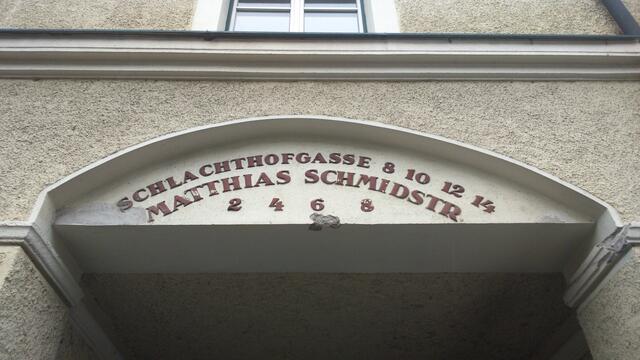 SCHLACHTHOFGASSE 8 10 12 14
MATTHIAS SCHMIDSTR
2 4 6 8